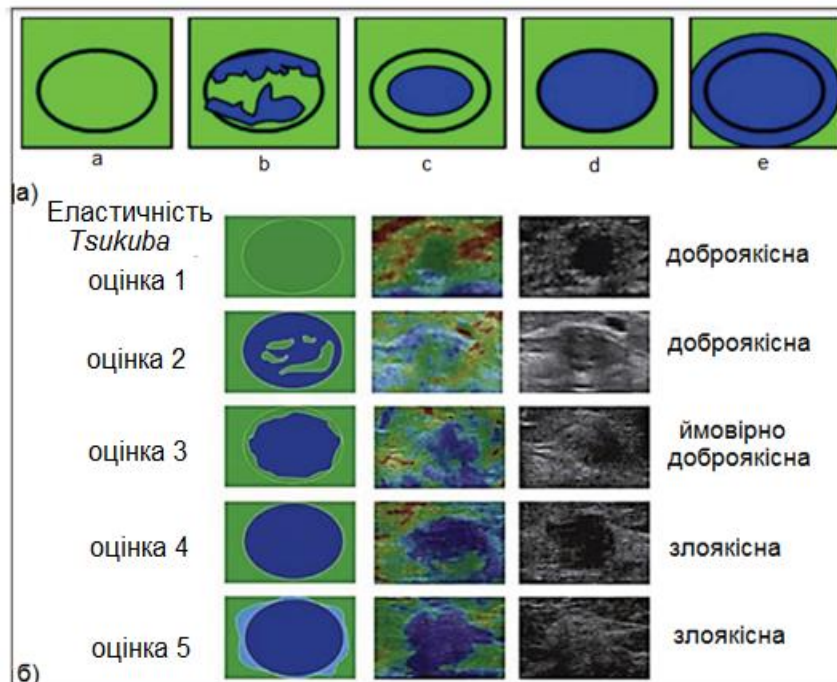 a b c d e
а)
Еластичність
Tsukuba
оцінка 1 доброякісна
оцінка 2 доброякісна
оцінка 3 ймовірно
доброякісна
оцінка 4 злоякісна
оцінка 5 злоякісна
б)